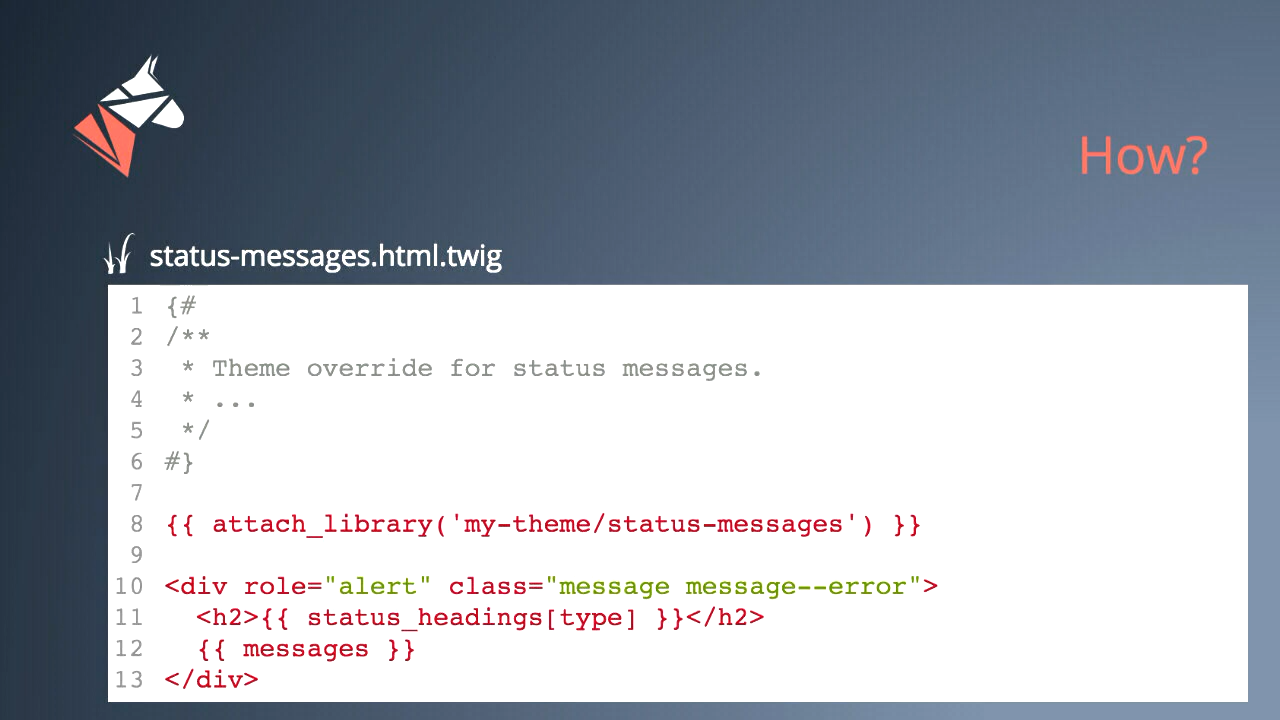 How?
status-messages.html.twig
1 {#
2 /**
3  * Theme override for status messages.
4  * ...
5  */
6 #}
7
8 {{ attach_library('my-theme/status-messages') }}
9
10 <div role="alert" class="message message--error">
11   <h2>{{ status_headings[type] }}</h2>
12   {{ messages }}
13 </div>